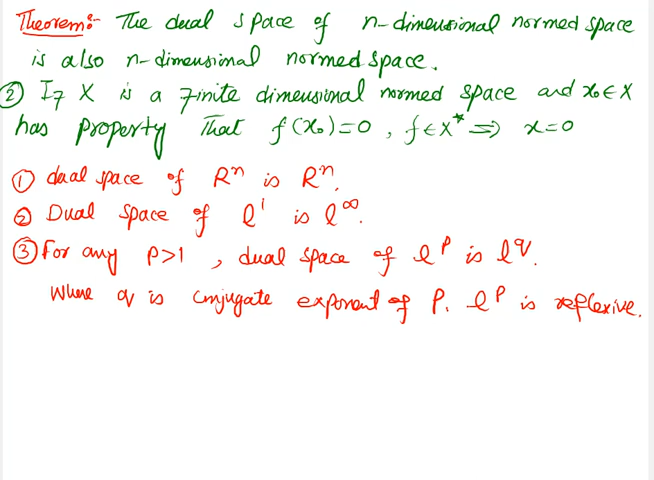 Theorem:- The dual space of n-dimensional normed space
is also n-dimensional normed space.
② If X is a finite dimensional normed space and x₀∈X
has property that f(x₀)=0, f∈X* ⇒ x=0
① dual space of Rⁿ is Rⁿ.
② Dual space of l¹ is l^∞.
③ For any p>1, dual space of l^p is l^q.
Where q is conjugate exponent of P. l^p is reflexive.